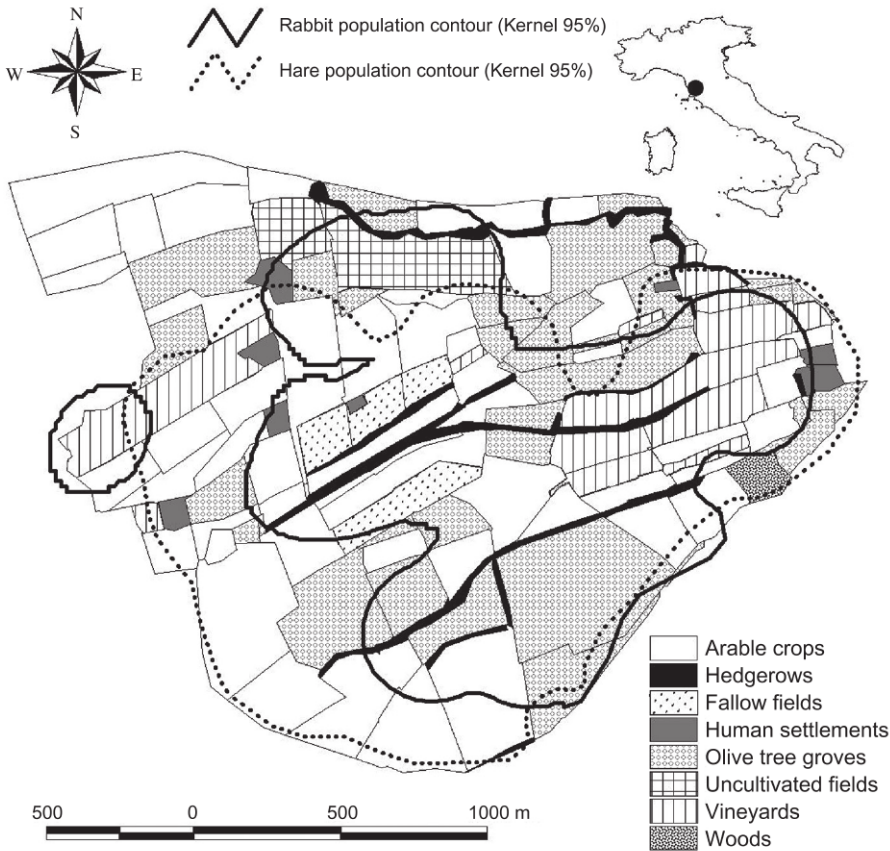 N
W E
S
Rabbit population contour (Kernel 95%)
Hare population contour (Kernel 95%)
Arable crops
Hedgerows
Fallow fields
Human settlements
Olive tree groves
Uncultivated fields
Vineyards
Woods
500 0 500 1000 m